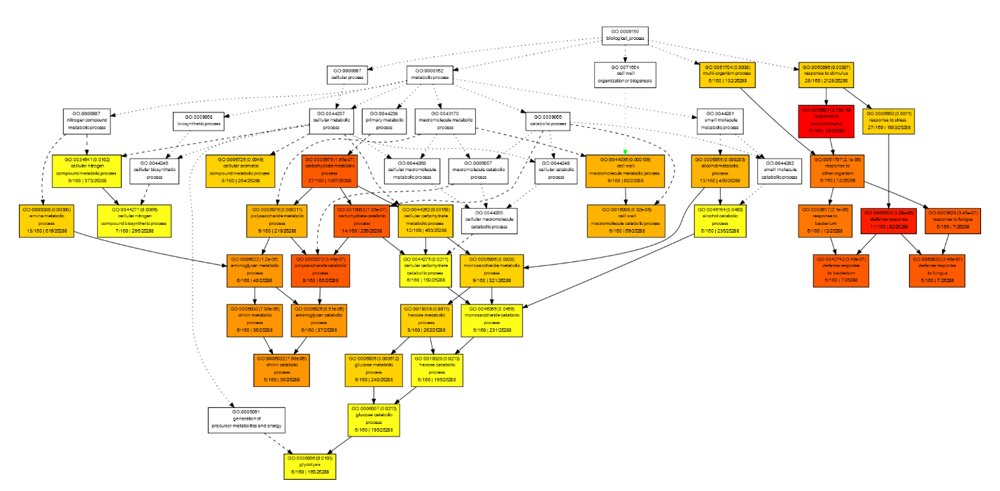 GO:0008150
biological_process
GO:0009987
cellular process
GO:0008152
metabolic process
GO:0071554
cell wall
organization or biogenesis
GO:0051704 (0.0038)
multi-organism process
6/160 | 132/25288
GO:0050896 (0.00307)
response to stimulus
28/160 | 2128/25288
GO:0006807
nitrogen compound
metabolic process
GO:0009058
biosynthetic process
GO:0044237
cellular metabolic
process
GO:0044238
primary metabolic
process
GO:0043170
macromolecule metabolic
process
GO:0009056
catabolic process
GO:0044281
small molecule
metabolic process
response to
biotic stimulus
GO:0006950 (0.0011)
response to stress
27/160 | 1883/25288
GO:0034641 (0.0102)
cellular nitrogen
compound metabolic process
9/160 | 373/25288
GO:0044249
cellular biosynthetic
process
GO:0006725 (0.0049)
cellular aromatic
compound metabolic process
8/160 | 264/25288
GO:0005975 (1.95e-07)
carbohydrate metabolic
process
27/160 | 1097/25288
GO:0044260
cellular macromolecule
metabolic process
GO:0009057
macromolecule catabolic
process
GO:0044248
cellular catabolic
process
GO:0044036 (0.000109)
cell wall
macromolecule metabolic process
6/160 | 62/25288
GO:0006066 (0.000203)
alcohol metabolic
process
13/160 | 455/25288
GO:0044282
small molecule
catabolic process
GO:0051707 (2.1e-06)
response to
other organism
5/160 | 12/25288
GO:0009308 (0.00308)
amine metabolic
process
13/160 | 619/25288
GO:0044271 (0.0366)
cellular nitrogen
compound biosynthetic process
7/160 | 295/25288
GO:0005976 (0.000311)
polysaccharide metabolic
process
9/160 | 218/25288
GO:0016052 (1.95e-07)
carbohydrate catabolic
process
14/160 | 256/25288
GO:0044262 (0.00158)
cellular carbohydrate
metabolic process
12/160 | 493/25288
GO:0044265
cellular macromolecule
catabolic process
GO:0016998 (8.92e-05)
cell wall
macromolecule catabolic process
6/160 | 59/25288
GO:0046164 (0.0489)
alcohol catabolic
process
6/160 | 236/25288
GO:0009617 (2.1e-06)
response to
bacterium
5/160 | 12/25288
GO:0006952 (3.28e-09)
defense response
11/160 | 82/25288
GO:0009620 (3.45e-07)
response to fungus
5/160 | 7/25288
GO:0006022 (1.2e-05)
aminoglycan metabolic
process
6/160 | 40/25288
GO:0000272 (3.45e-07)
polysaccharide catabolic
process
8/160 | 56/25288
GO:0044275 (0.0211)
cellular carbohydrate
catabolic process
6/160 | 192/25288
GO:0005996 (0.0038)
monosaccharide metabolic
process
9/160 | 321/25288
GO:0042742 (3.45e-07)
defense response
to bacterium
5/160 | 7/25288
GO:0050832 (3.45e-07)
defense response
to fungus
5/160 | 7/25288
GO:0006030 (7.98e-06)
chitin metabolic
process
6/160 | 36/25288
GO:0006026 (8.51e-06)
aminoglycan catabolic
process
6/160 | 37/25288
GO:0019318 (0.0011)
hexose metabolic
process
9/160 | 262/25288
GO:0046365 (0.0455)
monosaccharide catabolic
process
6/160 | 231/25288
GO:0006032 (7.98e-06)
chitin catabolic
process
6/160 | 36/25288
GO:0006006 (0.000612)
glucose metabolic
process
9/160 | 240/25288
GO:0019320 (0.0213)
hexose catabolic
process
6/160 | 195/25288
GO:0006091
generation of
precursor metabolites and energy
GO:0006007 (0.0213)
glucose catabolic
process
6/160 | 195/25288
GO:0006096 (0.0103)
glycolysis
6/160 | 165/25288